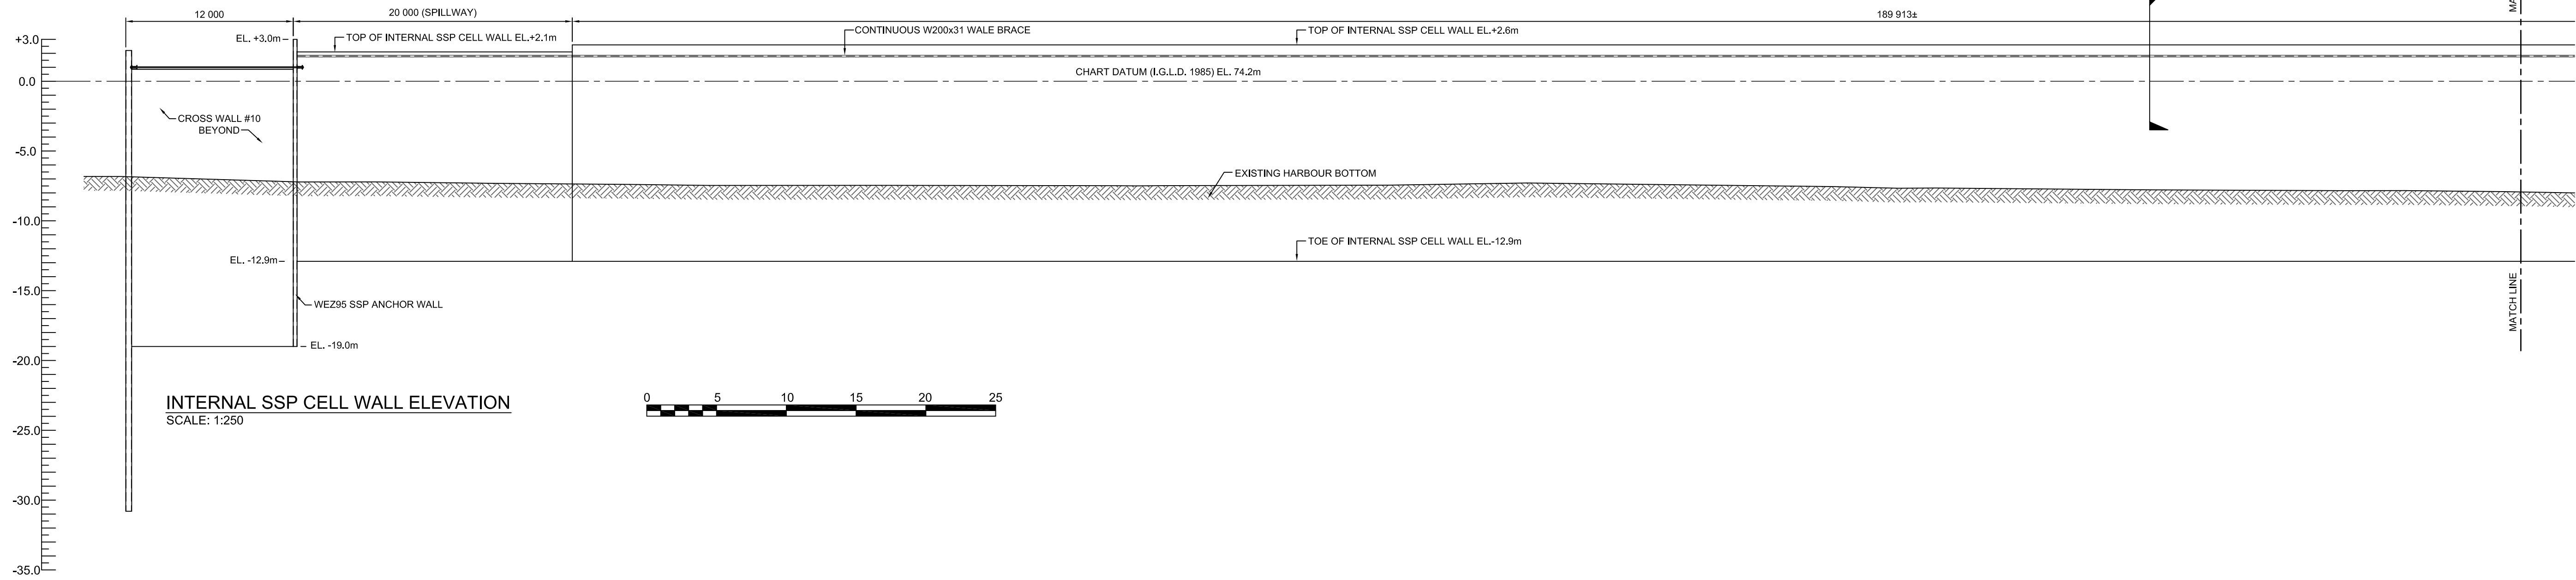 12 000
20 000 (SPILLWAY)
189 913±
MA
+3.0
EL. +3.0m
TOP OF INTERNAL SSP CELL WALL EL.+2.1m
CONTINUOUS W200x31 WALE BRACE
TOP OF INTERNAL SSP CELL WALL EL.+2.6m
0.0
CHART DATUM (I.G.L.D. 1985) EL. 74.2m
CROSS WALL #10
BEYOND
-5.0
EXISTING HARBOUR BOTTOM
-10.0
TOE OF INTERNAL SSP CELL WALL EL.-12.9m
EL. -12.9m
-15.0
WEZ95 SSP ANCHOR WALL
MATCH LINE
EL. -19.0m
-20.0
INTERNAL SSP CELL WALL ELEVATION
SCALE: 1:250
0 5 10 15 20 25
-25.0
-30.0
-35.0